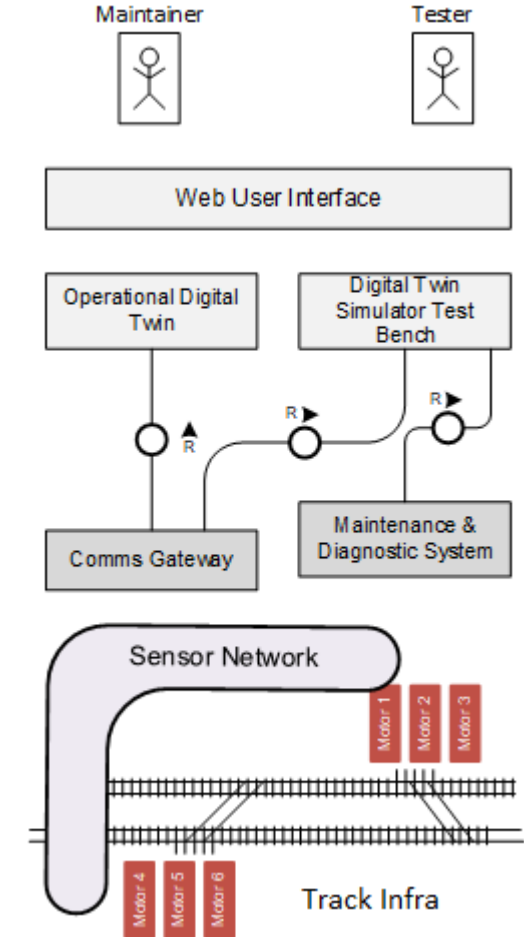 Maintainer
Tester
Web User Interface
Operational Digital
Twin
Digital Twin
Simulator Test
Bench
R
R
R
Comms Gateway
Maintenance &
Diagnostic System
Sensor Network
Motor 1
Motor 2
Motor 3
Motor 4
Motor 5
Motor 6
Track Infra